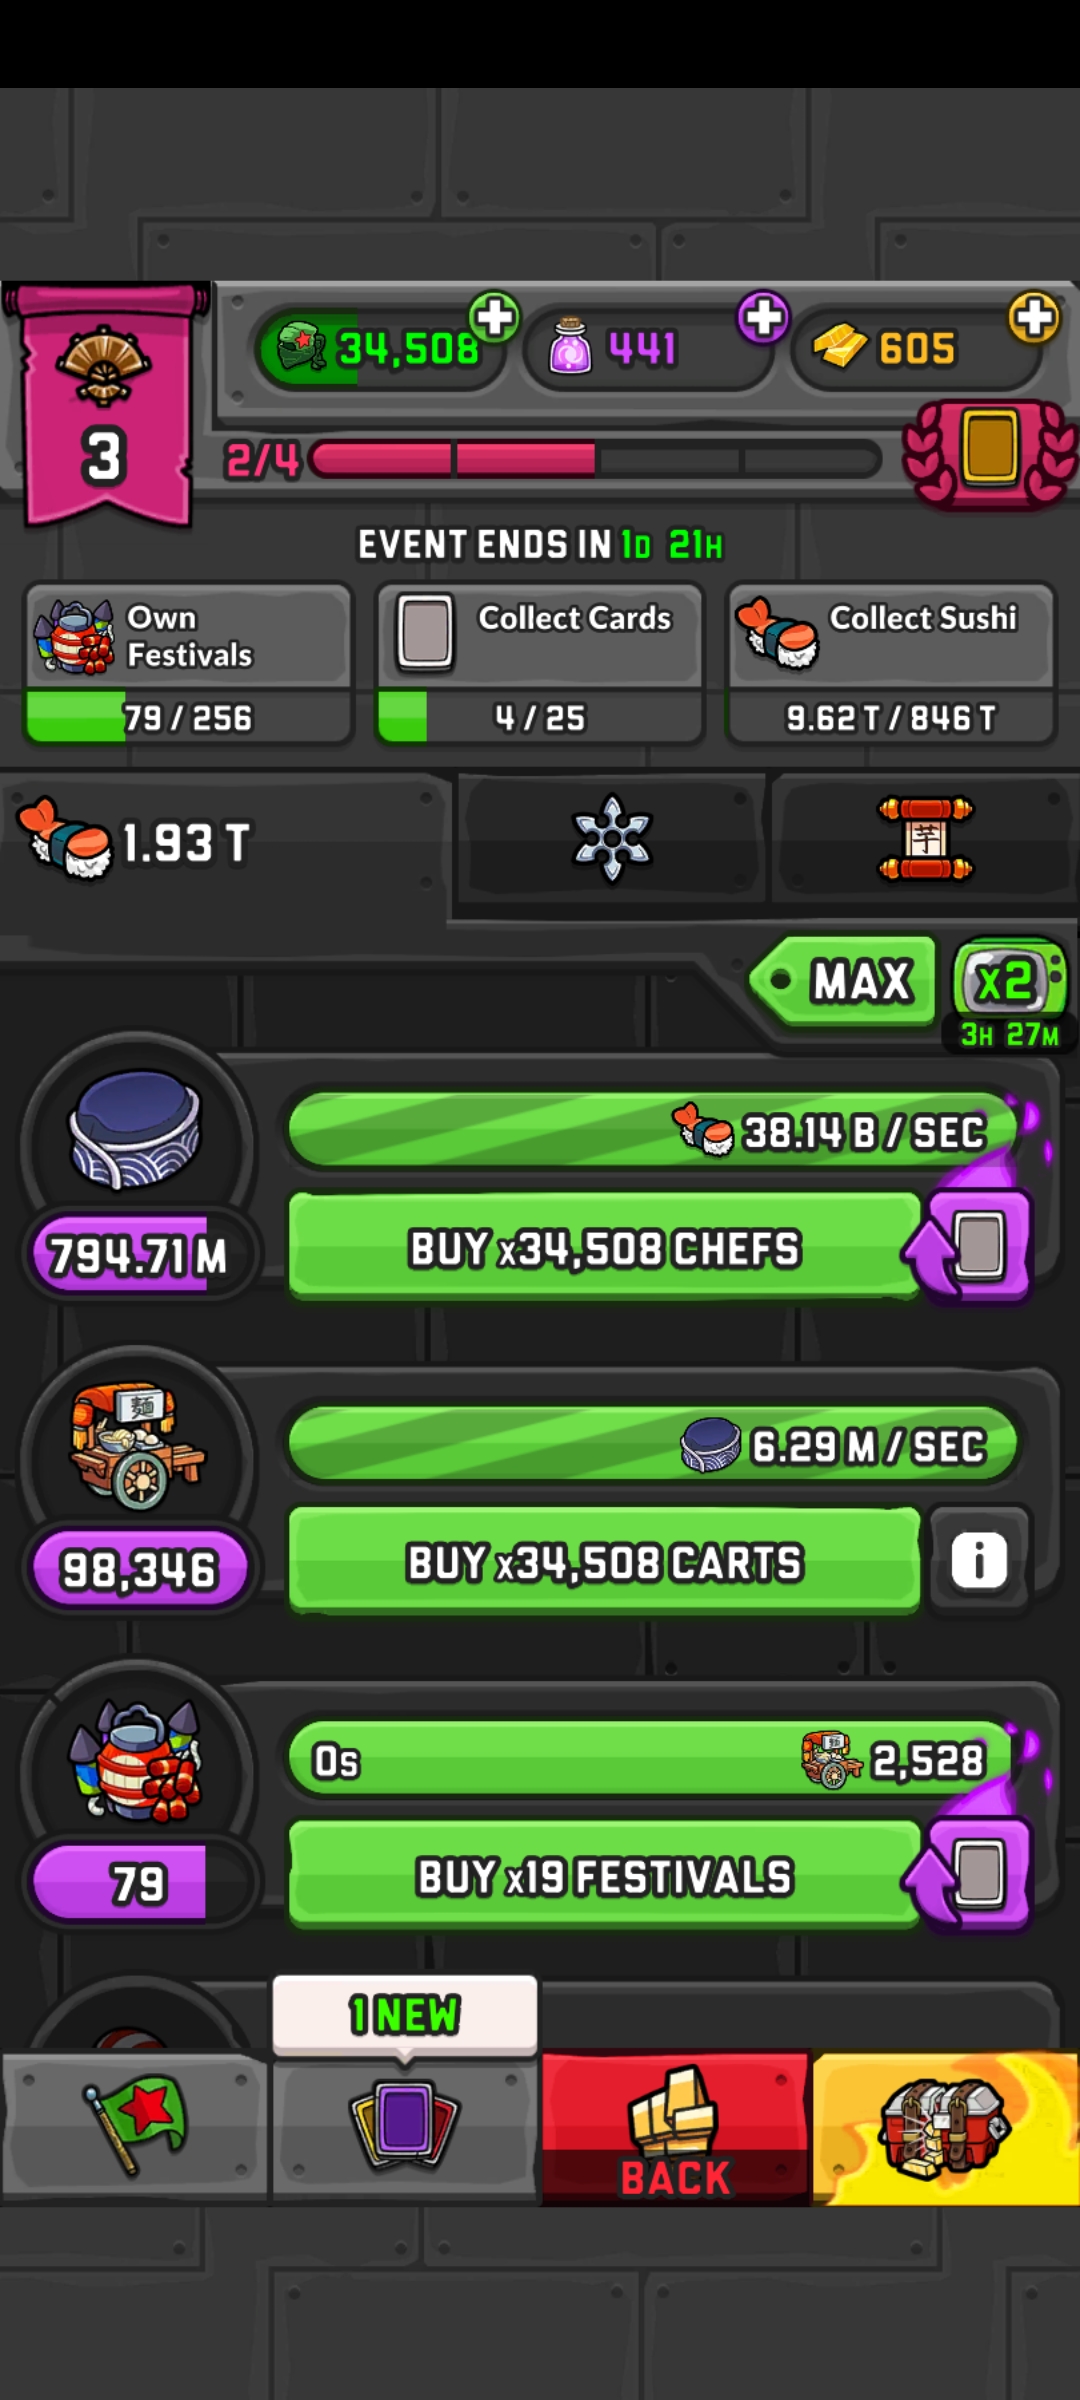 34,508
441
605
3
2/4
EVENT ENDS IN 1D 21H
Own
Festivals
79 / 256
Collect Cards
4 / 25
Collect Sushi
9.62 T / 846 T
1.93 T
芋
MAX
x2
3H 27M
38.14 B / SEC
794.71 M
BUY x34,508 CHEFS
麺
6.29 M / SEC
98,346
BUY x34,508 CARTS
i
0s
2,528
79
BUY x19 FESTIVALS
1 NEW
BACK